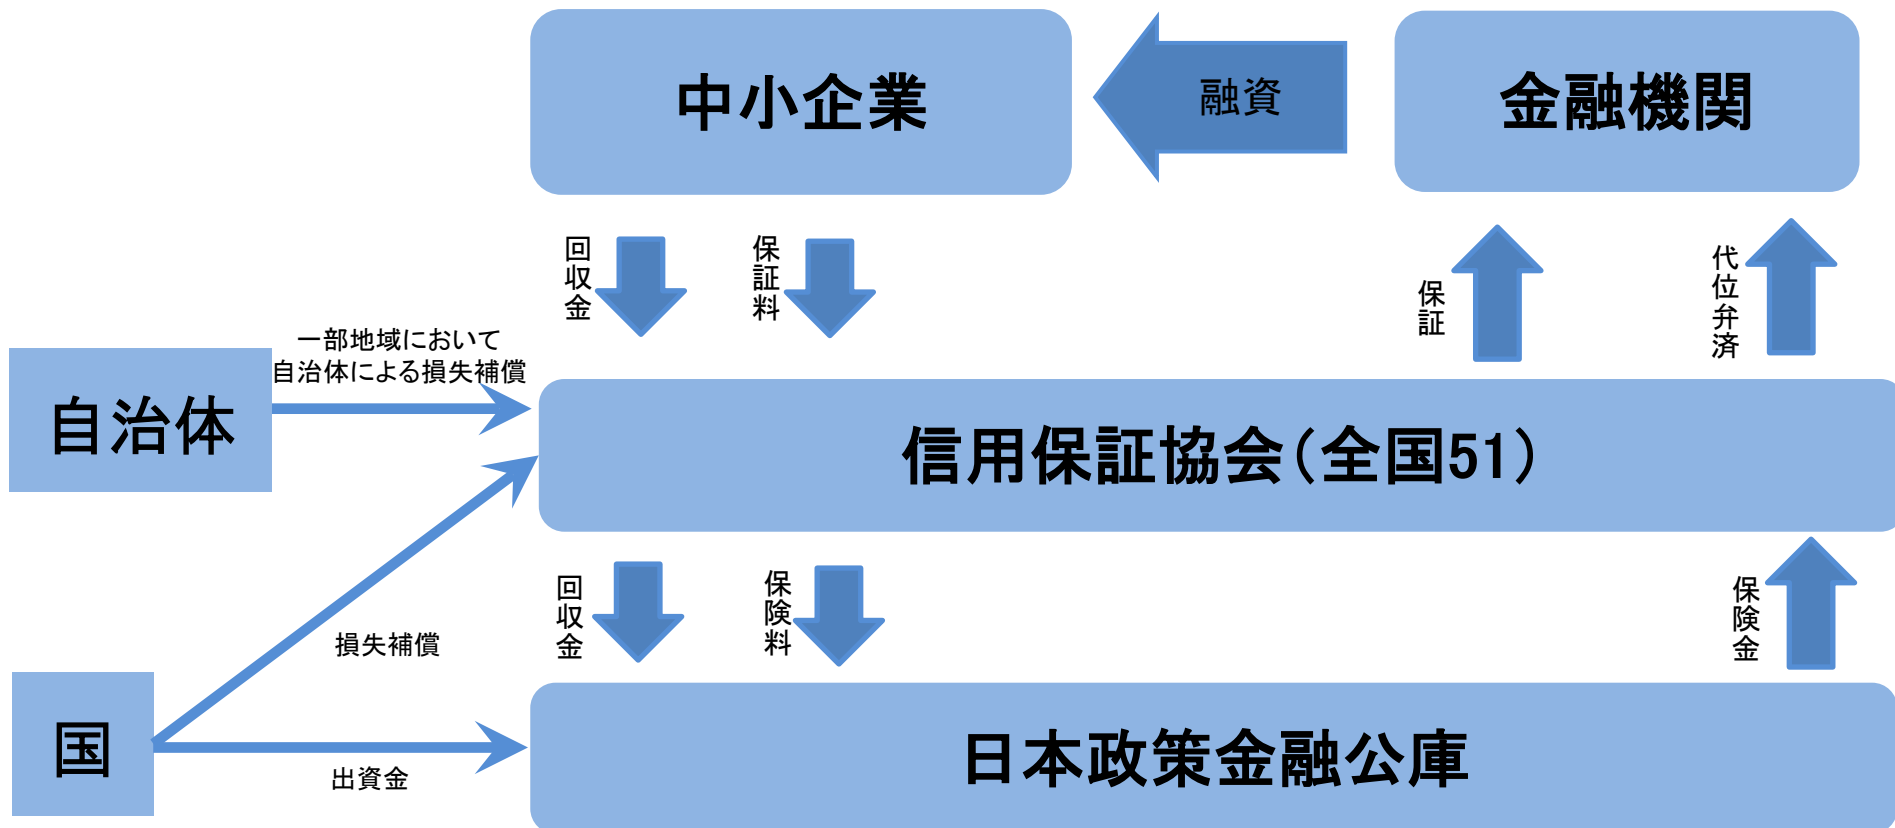 中小企業
融資
金融機関
回収金
保証料
保証
代位弁済
一部地域において
自治体による損失補償
自治体
信用保証協会（全国51）
回収金
保険料
保険金
損失補償
国
出資金
日本政策金融公庫